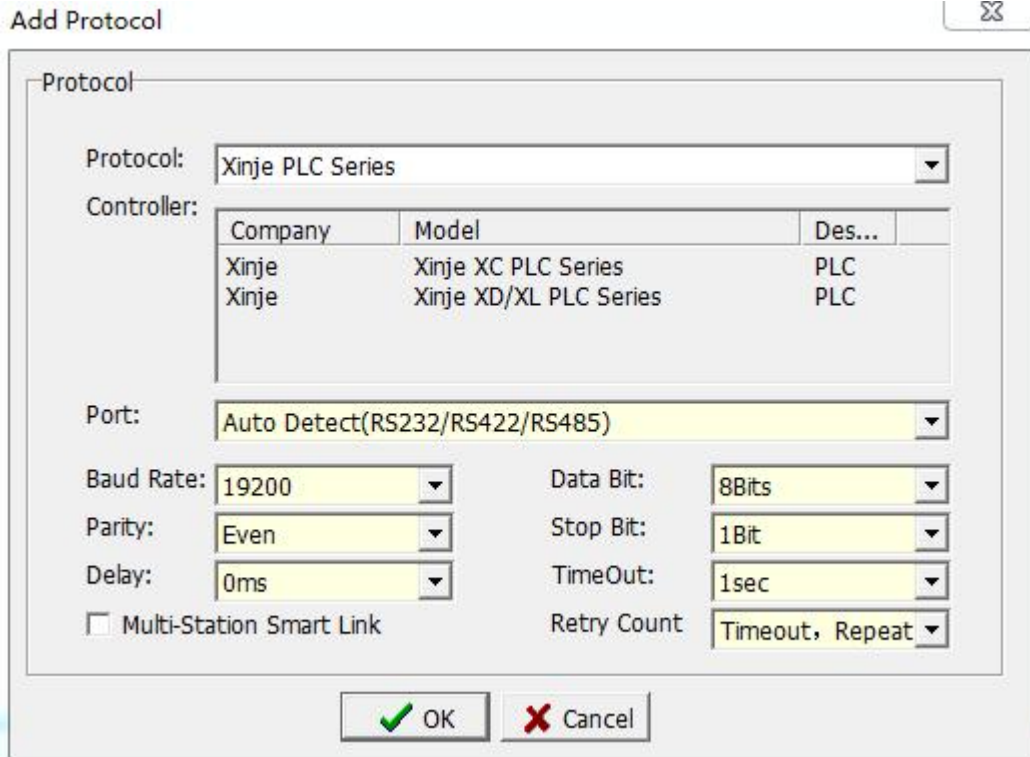 Add Protocol
Protocol
Protocol: Xinje PLC Series
Controller:
Company Model Des...
Xinje Xinje XC PLC Series PLC
Xinje Xinje XD/XL PLC Series PLC
Port: Auto Detect(RS232/RS422/RS485)
Baud Rate: 19200 Data Bit: 8Bits
Parity: Even Stop Bit: 1Bit
Delay: 0ms TimeOut: 1sec
Multi-Station Smart Link Retry Count Timeout，Repeat
OK Cancel